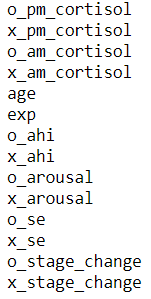 o_pm_cortisol
x_pm_cortisol
o_am_cortisol
x_am_cortisol
age
exp
o_ahi
x_ahi
o_arousal
x_arousal
o_se
x_se
o_stage_change
x_stage_change